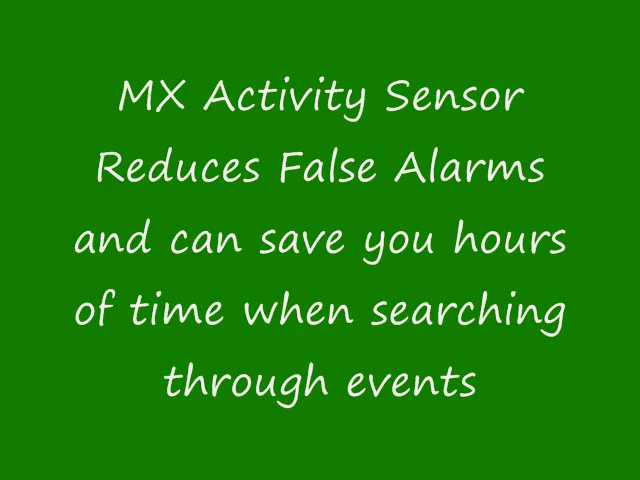 MX Activity Sensor
Reduces False Alarms
and can save you hours
of time when searching
through events